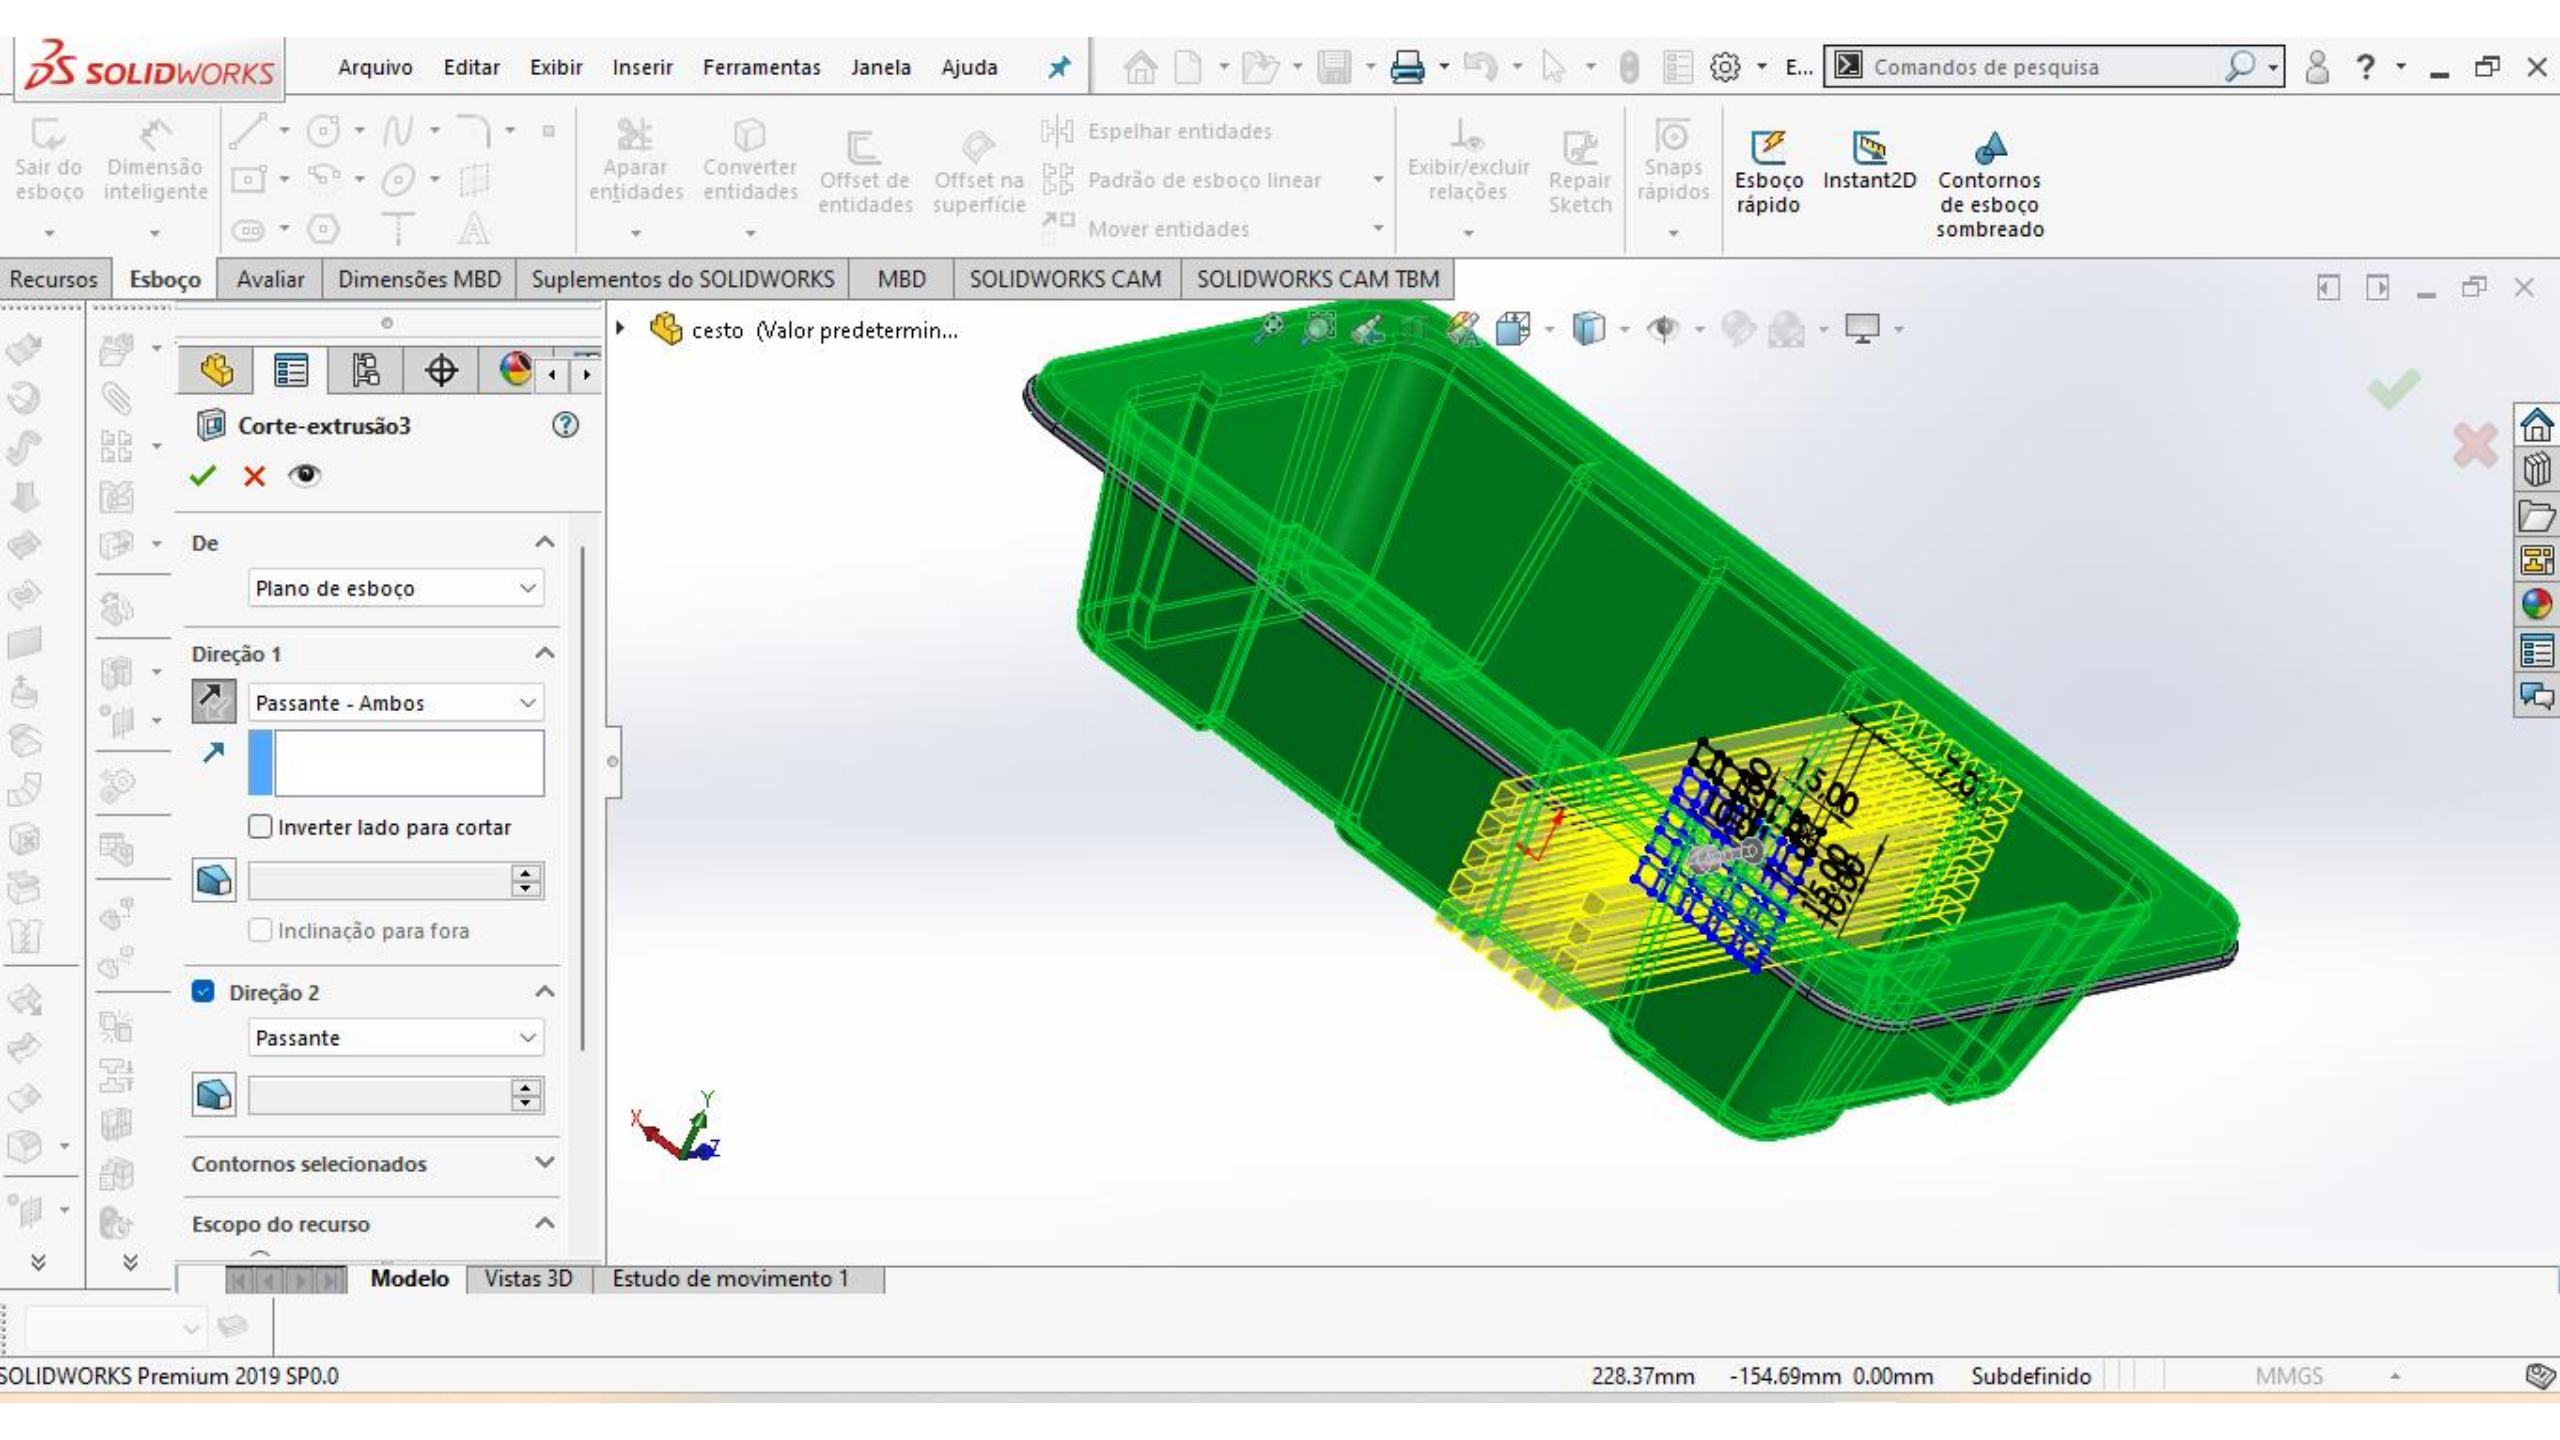 SOLIDWORKS
Arquivo Editar Exibir Inserir Ferramentas Janela Ajuda
E... Comandos de pesquisa ?
Sair do esboço
Dimensão inteligente
Aparar entidades
Converter entidades
Offset de entidades
Offset na superfície
Espelhar entidades
Padrão de esboço linear
Mover entidades
Exibir/excluir relações
Repair Sketch
Snaps rápidos
Esboço rápido
Instant2D
Contornos de esboço sombreado
Recursos Esboço Avaliar Dimensões MBD Suplementos do SOLIDWORKS MBD SOLIDWORKS CAM SOLIDWORKS CAM TBM
cesto (Valor predetermin...
Corte-extrusão3
De
Plano de esboço
Direção 1
Passante - Ambos
Inverter lado para cortar
Inclinação para fora
Direção 2
Passante
Contornos selecionados
Escopo do recurso
15,00
X Y Z
Modelo Vistas 3D Estudo de movimento 1
SOLIDWORKS Premium 2019 SP0.0
228.37mm -154.69mm 0.00mm Subdefinido MMGS